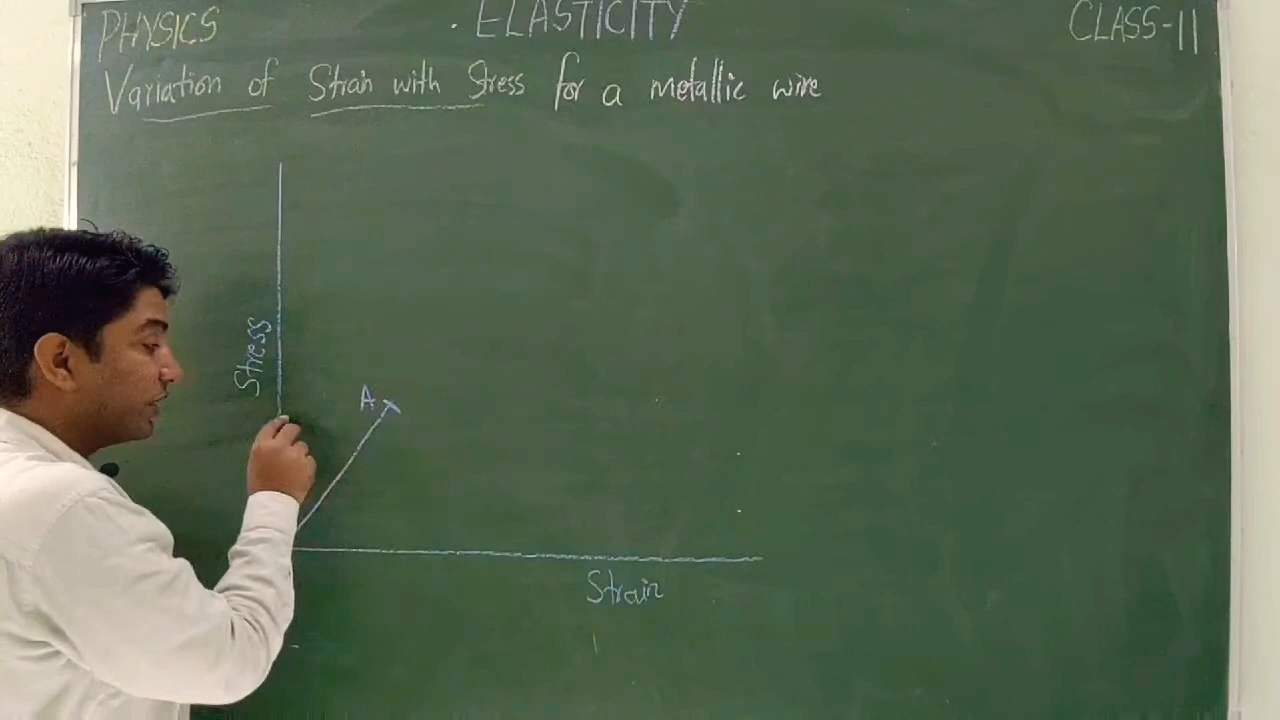 PHYSICS
ELASTICITY
CLASS-11
Variation of Strain with Stress for a metallic wire
Stress
A
Strain